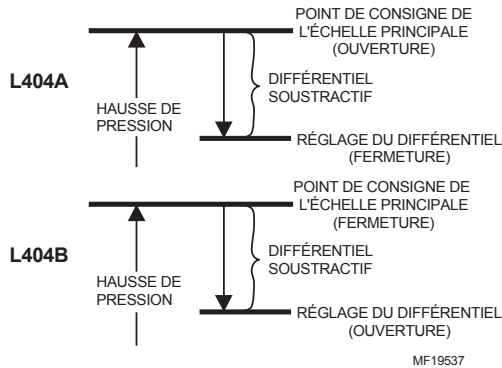 POINT DE CONSIGNE DE
L'ÉCHELLE PRINCIPALE
(OUVERTURE)
L404A
HAUSSE DE
PRESSION
DIFFÉRENTIEL
SOUSTRACTIF
RÉGLAGE DU DIFFÉRENTIEL
(FERMETURE)
POINT DE CONSIGNE DE
L'ÉCHELLE PRINCIPALE
(FERMETURE)
L404B
HAUSSE DE
PRESSION
DIFFÉRENTIEL
SOUSTRACTIF
RÉGLAGE DU DIFFÉRENTIEL
(OUVERTURE)
MF19537